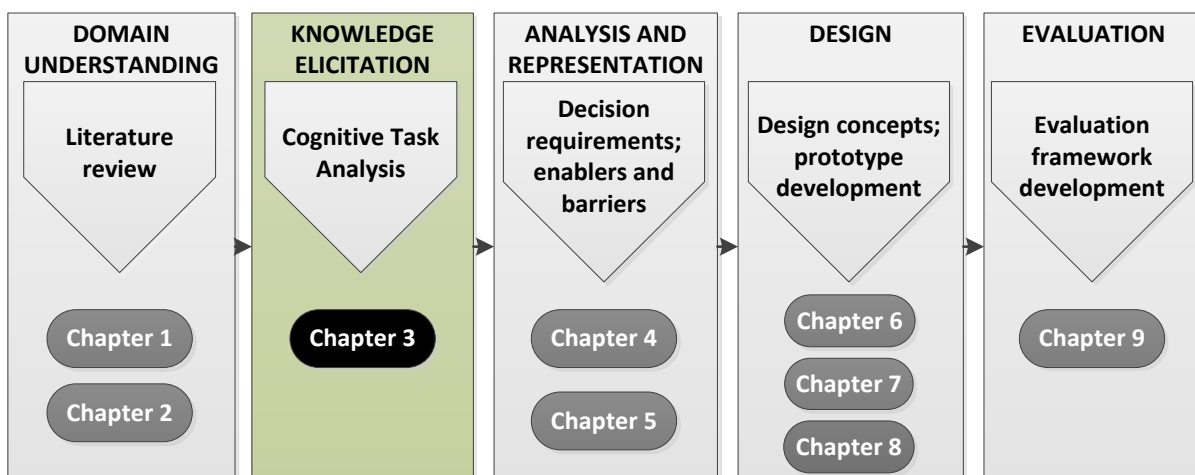 DOMAIN
UNDERSTANDING
Literature
review
Chapter 1
Chapter 2
KNOWLEDGE
ELICITATION
Cognitive Task
Analysis
Chapter 3
ANALYSIS AND
REPRESENTATION
Decision
requirements;
enablers and
barriers
Chapter 4
Chapter 5
DESIGN
Design concepts;
prototype
development
Chapter 6
Chapter 7
Chapter 8
EVALUATION
Evaluation
framework
development
Chapter 9